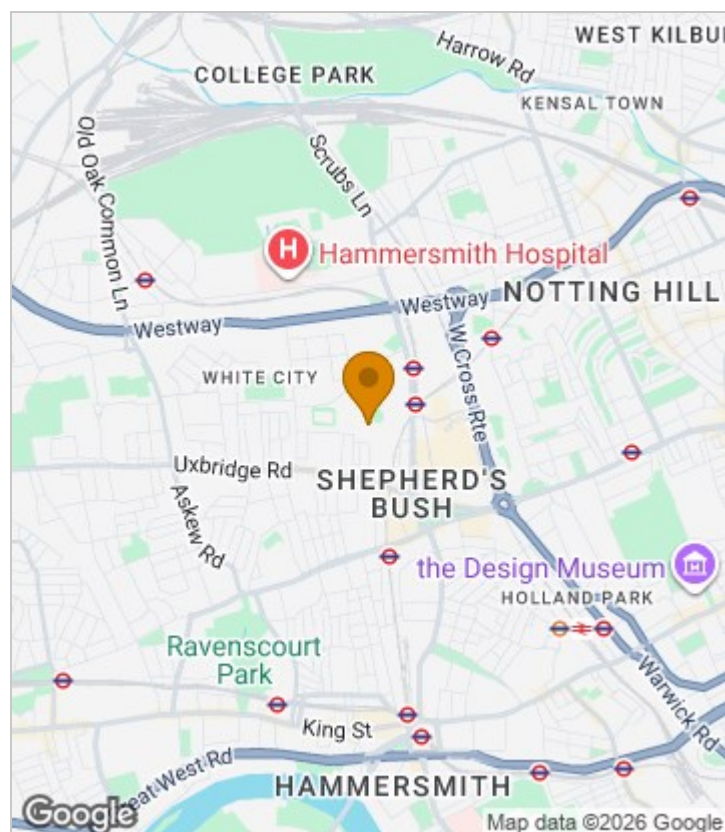 WEST KILBU
Harrow Rd
COLLEGE PARK
KENSAL TOWN
Old Oak Common Ln
Scrubs Ln
H
Hammersmith Hospital
Westway
NOTTING HILL
Westway
W Cross Rte
WHITE CITY
Uxbridge Rd
SHEPHERD'S
BUSH
Askew Rd
the Design Museum
HOLLAND PARK
Ravenscourt
Park
Warwick Rd
King St
eat West Rd
HAMMERSMITH
Google
Map data ©2026 Google